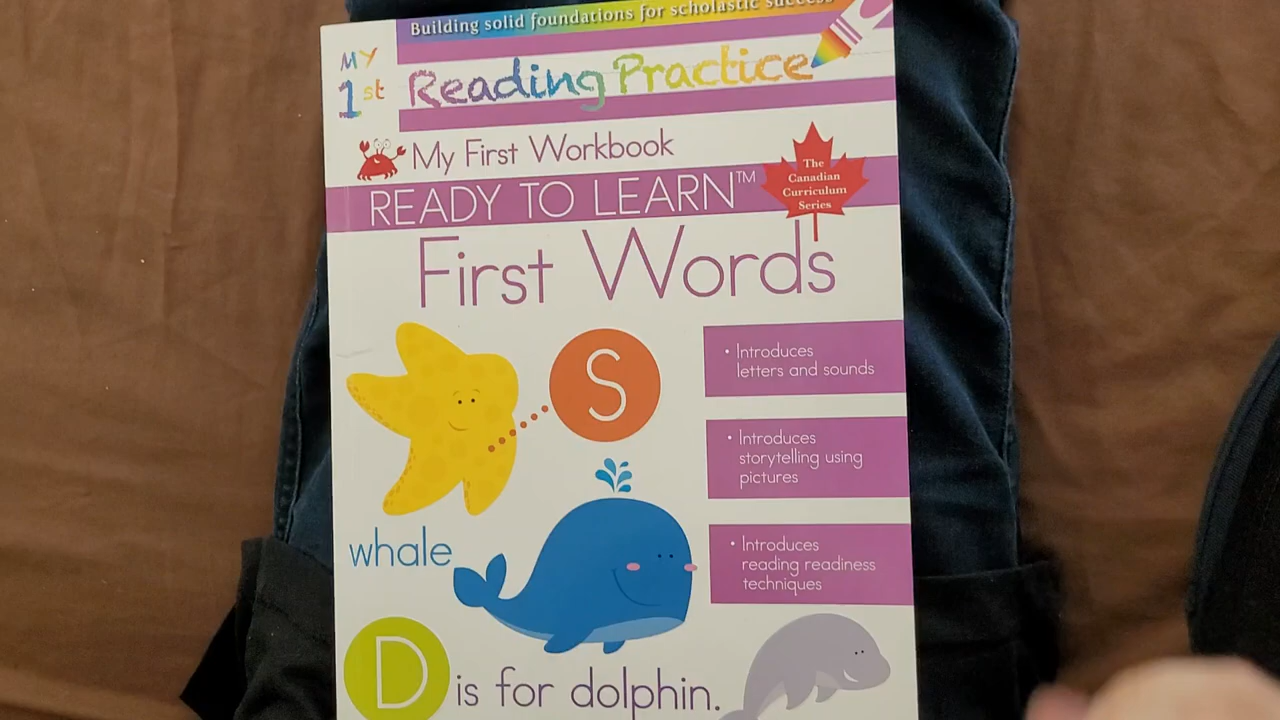 Building solid foundations for scholastic success
MY
1st
Reading Practice
My First Workbook
READY TO LEARN™
The
Canadian
Curriculum
Series
First Words
S
• Introduces
letters and sounds
• Introduces
storytelling using
pictures
whale
• Introduces
reading readiness
techniques
D is for dolphin.